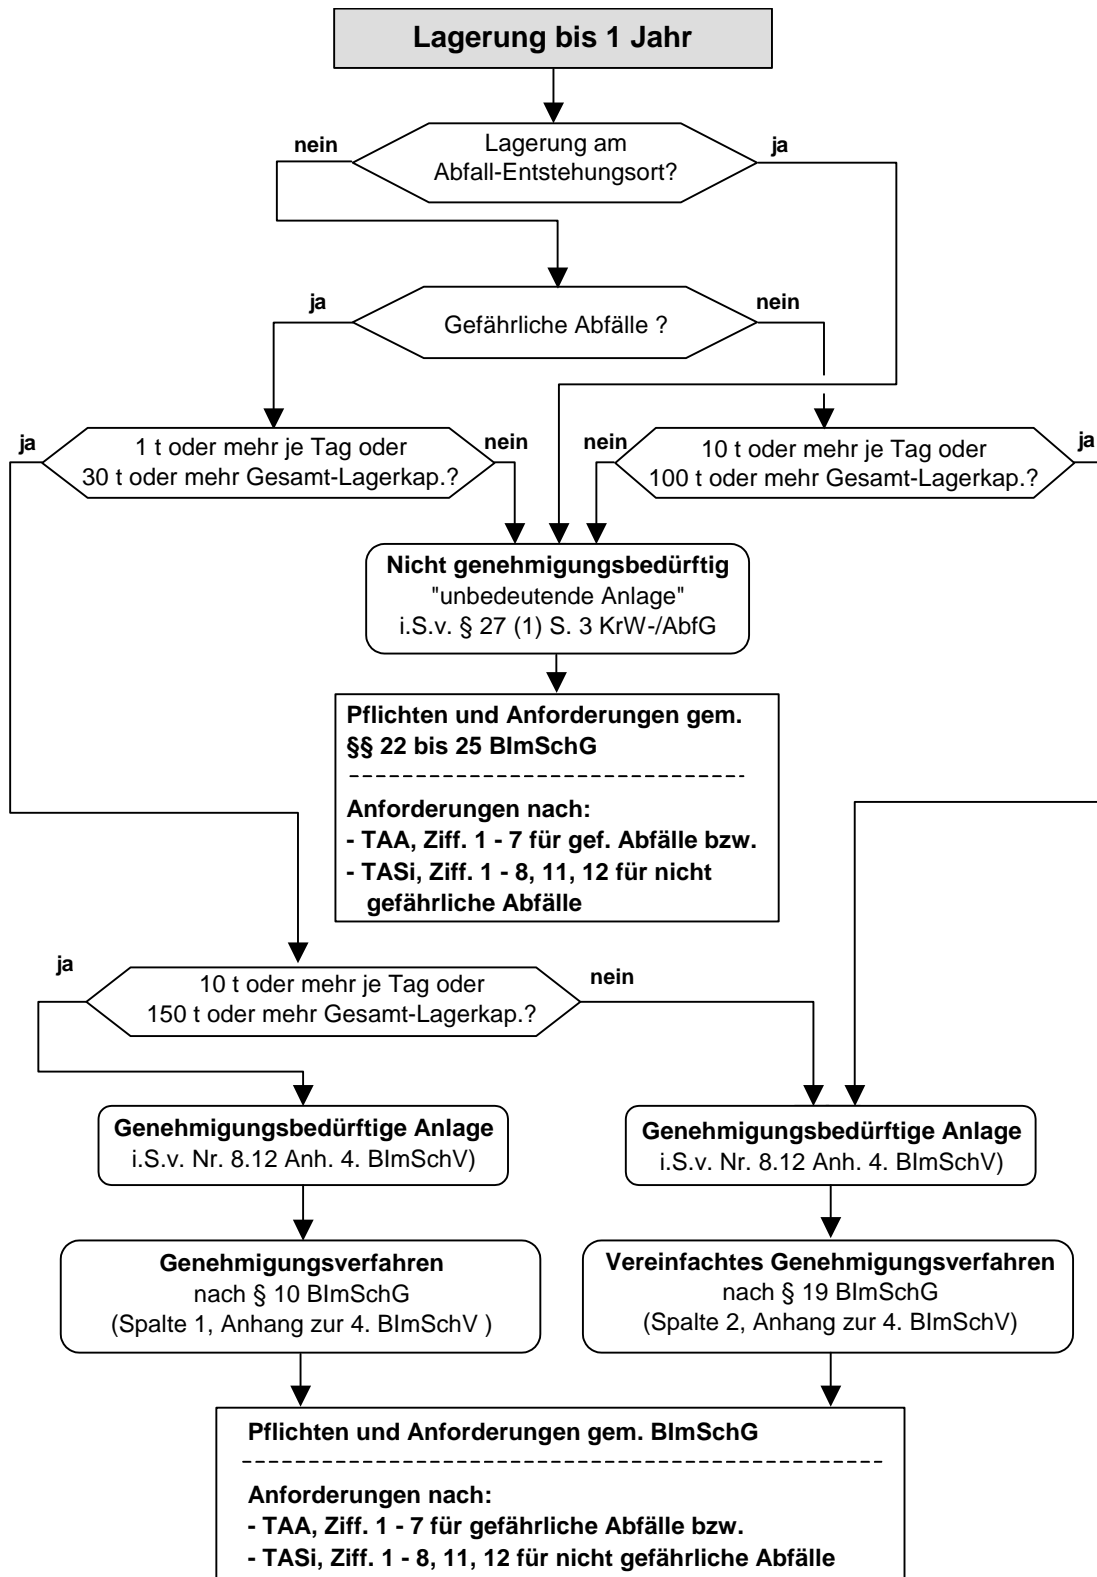 Lagerung bis 1 Jahr
nein
Lagerung am
Abfall-Entstehungsort?
ja
ja
Gefährliche Abfälle ?
nein
ja
1 t oder mehr je Tag oder
30 t oder mehr Gesamt-Lagerkap.?
nein
nein
10 t oder mehr je Tag oder
100 t oder mehr Gesamt-Lagerkap.?
ja
Nicht genehmigungsbedürftig
"unbedeutende Anlage"
i.S.v. § 27 (1) S. 3 KrW-/AbfG
Pflichten und Anforderungen gem.
§§ 22 bis 25 BImSchG
Anforderungen nach:
- TAA, Ziff. 1 - 7 für gef. Abfälle bzw.
- TASi, Ziff. 1 - 8, 11, 12 für nicht
gefährliche Abfälle
ja
10 t oder mehr je Tag oder
150 t oder mehr Gesamt-Lagerkap.?
nein
Genehmigungsbedürftige Anlage
i.S.v. Nr. 8.12 Anh. 4. BImSchV)
Genehmigungsbedürftige Anlage
i.S.v. Nr. 8.12 Anh. 4. BImSchV)
Genehmigungsverfahren
nach § 10 BImSchG
(Spalte 1, Anhang zur 4. BImSchV )
Vereinfachtes Genehmigungsverfahren
nach § 19 BImSchG
(Spalte 2, Anhang zur 4. BImSchV)
Pflichten und Anforderungen gem. BImSchG
Anforderungen nach:
- TAA, Ziff. 1 - 7 für gefährliche Abfälle bzw.
- TASi, Ziff. 1 - 8, 11, 12 für nicht gefährliche Abfälle